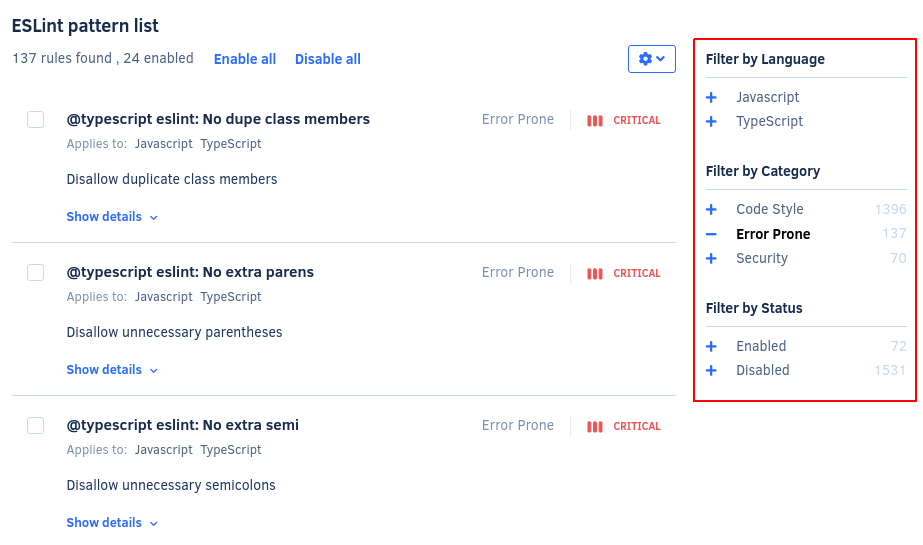 ESLint pattern list
137 rules found , 24 enabled Enable all Disable all
@typescript eslint: No dupe class members Error Prone CRITICAL
Applies to: Javascript TypeScript
Disallow duplicate class members
Show details
@typescript eslint: No extra parens Error Prone CRITICAL
Applies to: Javascript TypeScript
Disallow unnecessary parentheses
Show details
@typescript eslint: No extra semi Error Prone CRITICAL
Applies to: Javascript TypeScript
Disallow unnecessary semicolons
Show details
Filter by Language
Javascript
TypeScript
Filter by Category
Code Style 1396
Error Prone 137
Security 70
Filter by Status
Enabled 72
Disabled 1531